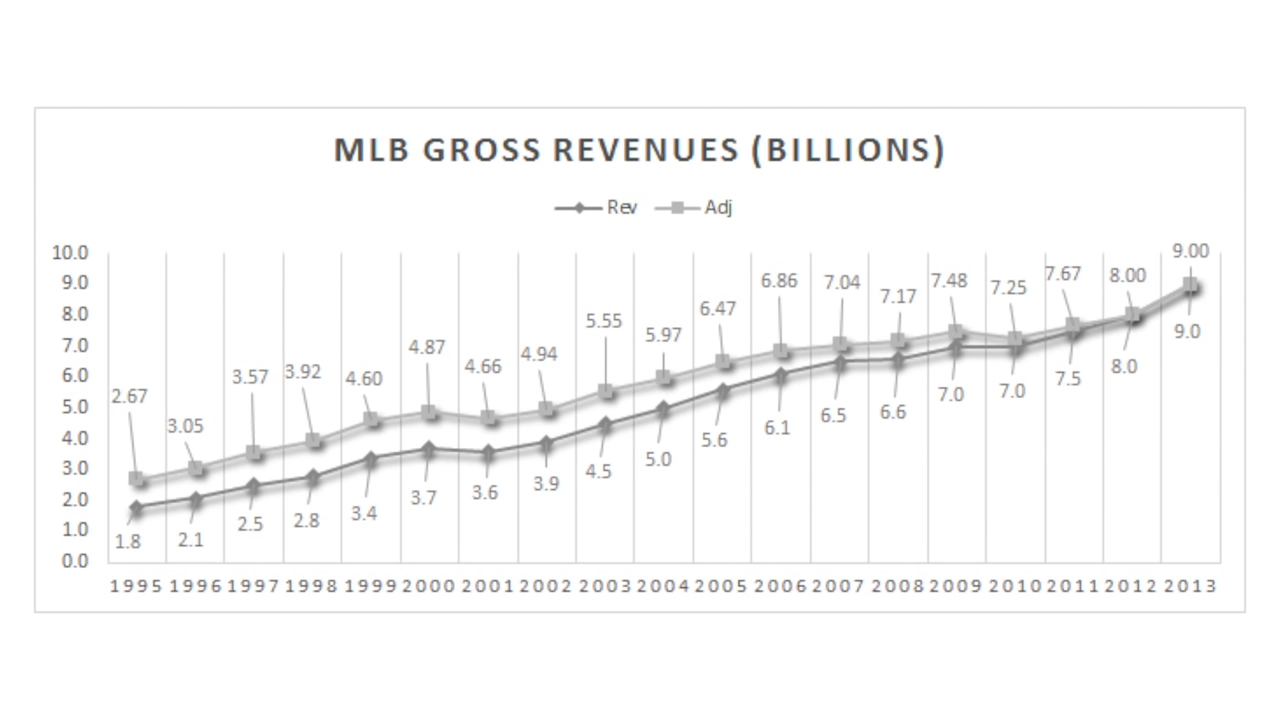 MLB GROSS REVENUES (BILLIONS)
Rev Adj
10.0
9.0
8.0
7.0
6.0
5.0
4.0
3.0
2.0
1.0
0.0
2.67 3.05 3.57 3.92 4.60 4.87 4.66 4.94 5.55 5.97 6.47 6.86 7.04 7.17 7.48 7.25 7.67 8.00 9.00
1.8 2.1 2.5 2.8 3.4 3.7 3.6 3.9 4.5 5.0 5.6 6.1 6.5 6.6 7.0 7.0 7.5 8.0 9.0
1995 1996 1997 1998 1999 2000 2001 2002 2003 2004 2005 2006 2007 2008 2009 2010 2011 2012 2013